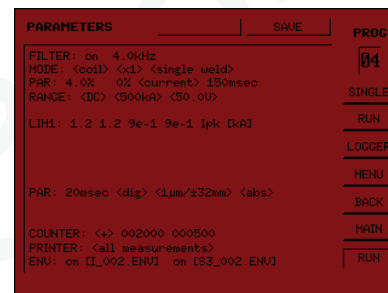 PARAMETERS SAVE PROG
04
FILTER: on 4.0kHz
MODE: <coil> <x1> <single weld>
PAR: 4.0% 0% <current> 150msec
RANGE: <DC> <500kA> <50.0V>
SINGLE
LIM1: 1.2 1.2 9e-1 9e-1 Ipk [kA]
RUN
LOGGER
MENU
PAR: 20msec <dig> <1µm/±32mm> <abs>
BACK
COUNTER: <+> 002000 000500
MAIN
PRINTER: <all measurements>
ENV: on [I_002.ENV] on [S3_002.ENV]
RUN